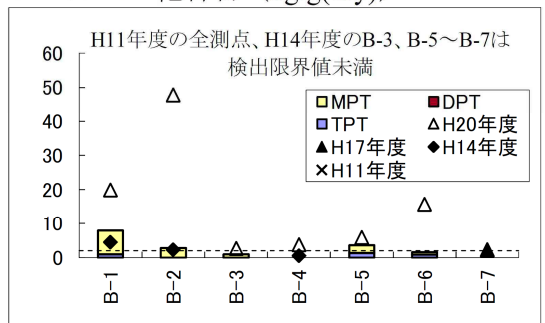 H11年度の全測点、H14年度のB-3、B-5～B-7は
検出限界値未満
MPT DPT
TPT H20年度
H17年度 H14年度
H11年度
60
50
40
30
20
10
0
B-1 B-2 B-3 B-4 B-5 B-6 B-7